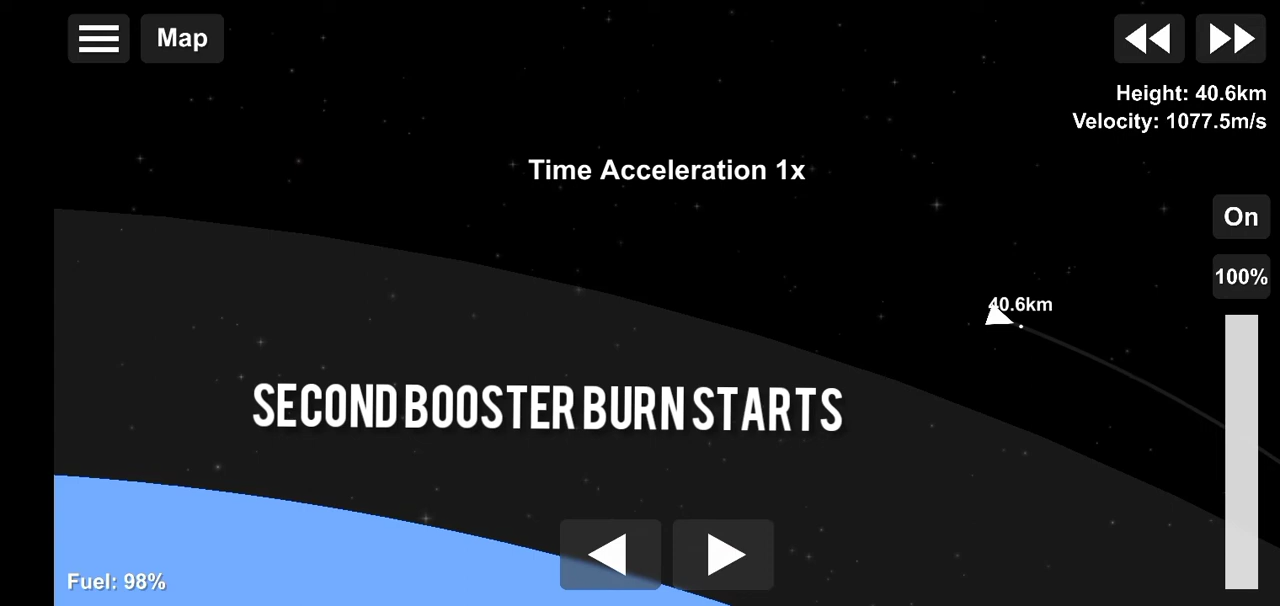 Map
Height: 40.6km
Velocity: 1077.5m/s
Time Acceleration 1x
On
100%
40.6km
SECOND BOOSTER BURN STARTS
Fuel: 98%